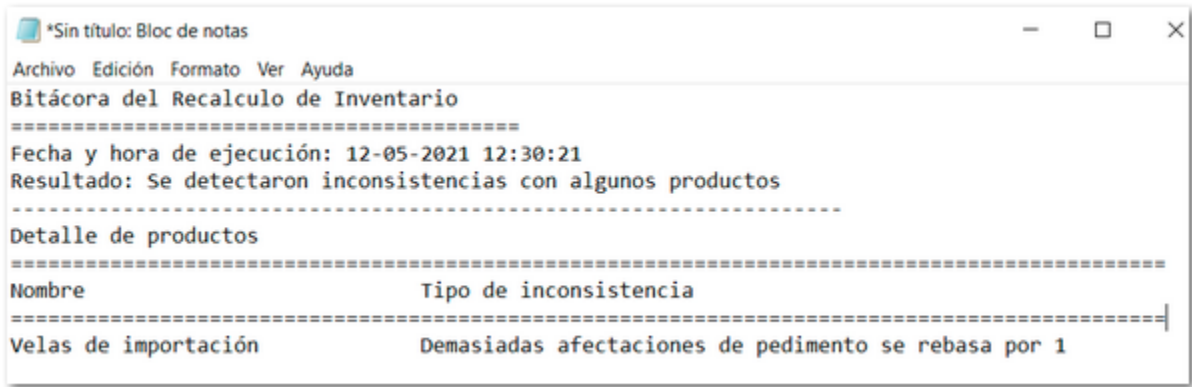 *Sin título: Bloc de notas
Archivo Edición Formato Ver Ayuda
Bitácora del Recalculo de Inventario
=========================================
Fecha y hora de ejecución: 12-05-2021 12:30:21
Resultado: Se detectaron inconsistencias con algunos productos
-------------------------------------------------------------------
Detalle de productos
=============================================================================================
Nombre Tipo de inconsistencia
=============================================================================================
Velas de importación Demasiadas afectaciones de pedimento se rebasa por 1